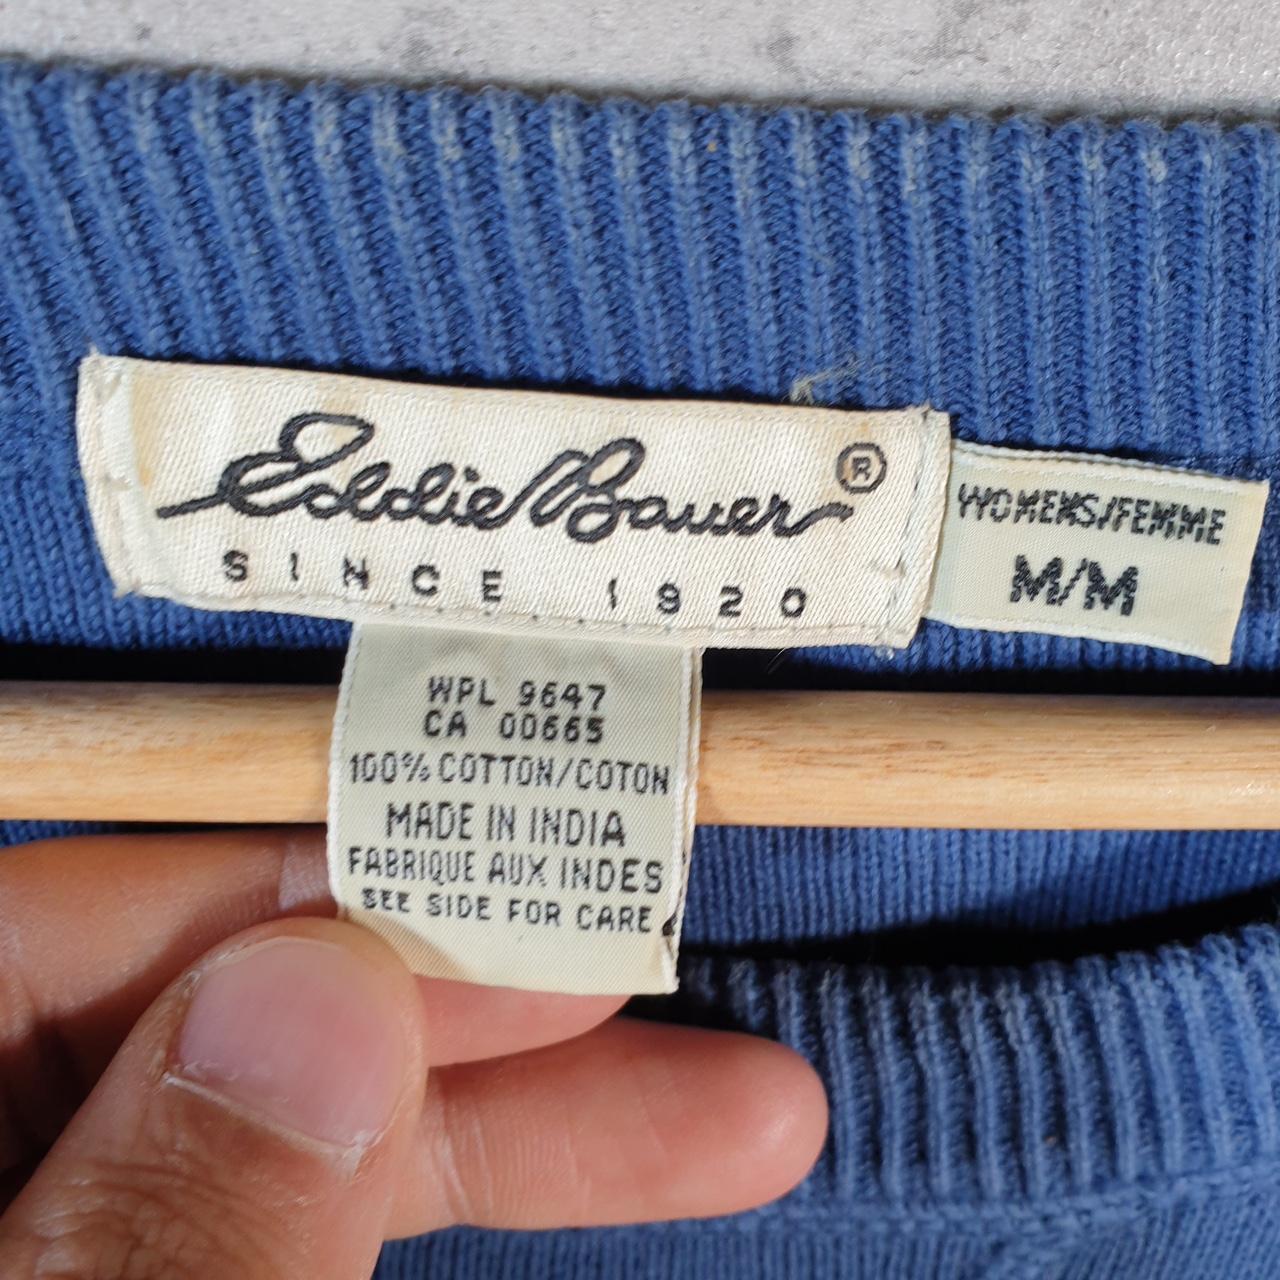 Eddie Bauer®
SINCE 1920
WOMENS/FEMME
M/M
WPL 9647
CA 00665
100% COTTON/COTON
MADE IN INDIA
FABRIQUE AUX INDES
SEE SIDE FOR CARE